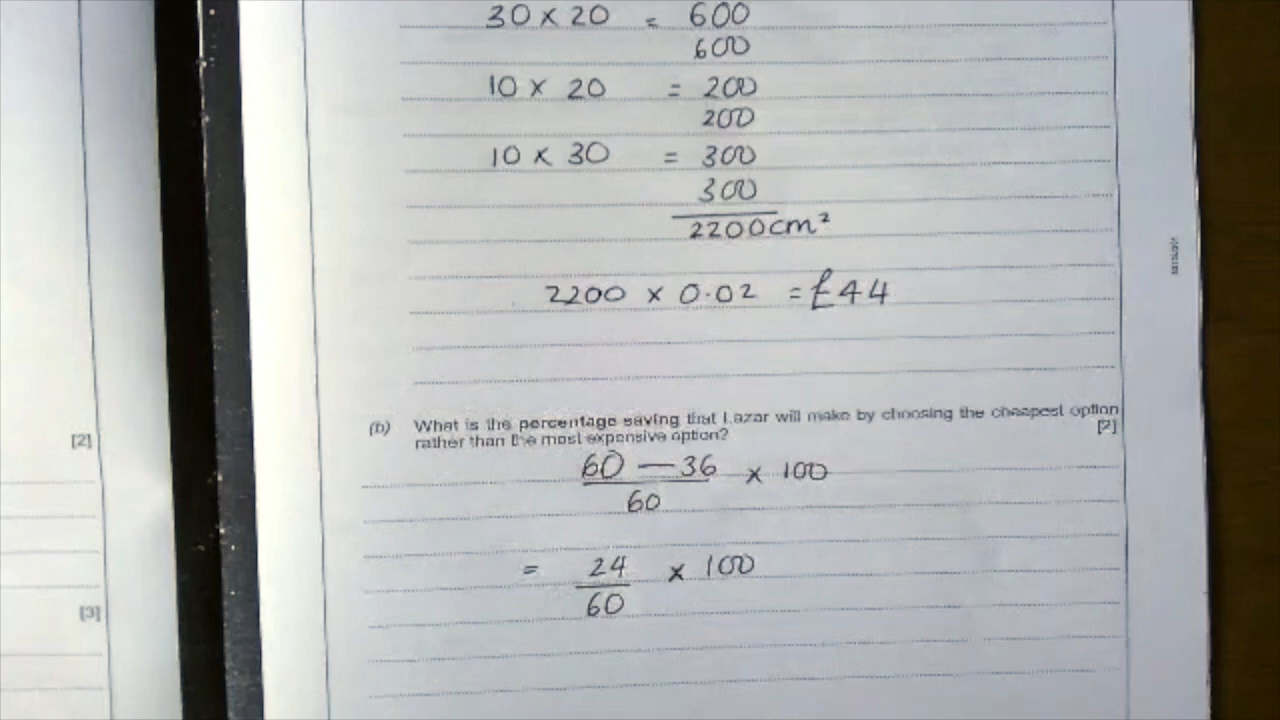 30 × 20 = 600
600
10 × 20 = 200
200
10 × 30 = 300
300
2200cm²
2200 × 0.02 = £44
(b) What is the percentage saving that Lazar will make by choosing the cheapest option
rather than the most expensive option? [2]
60 — 36 × 100
60
= 24 × 100
60
[2]
[3]